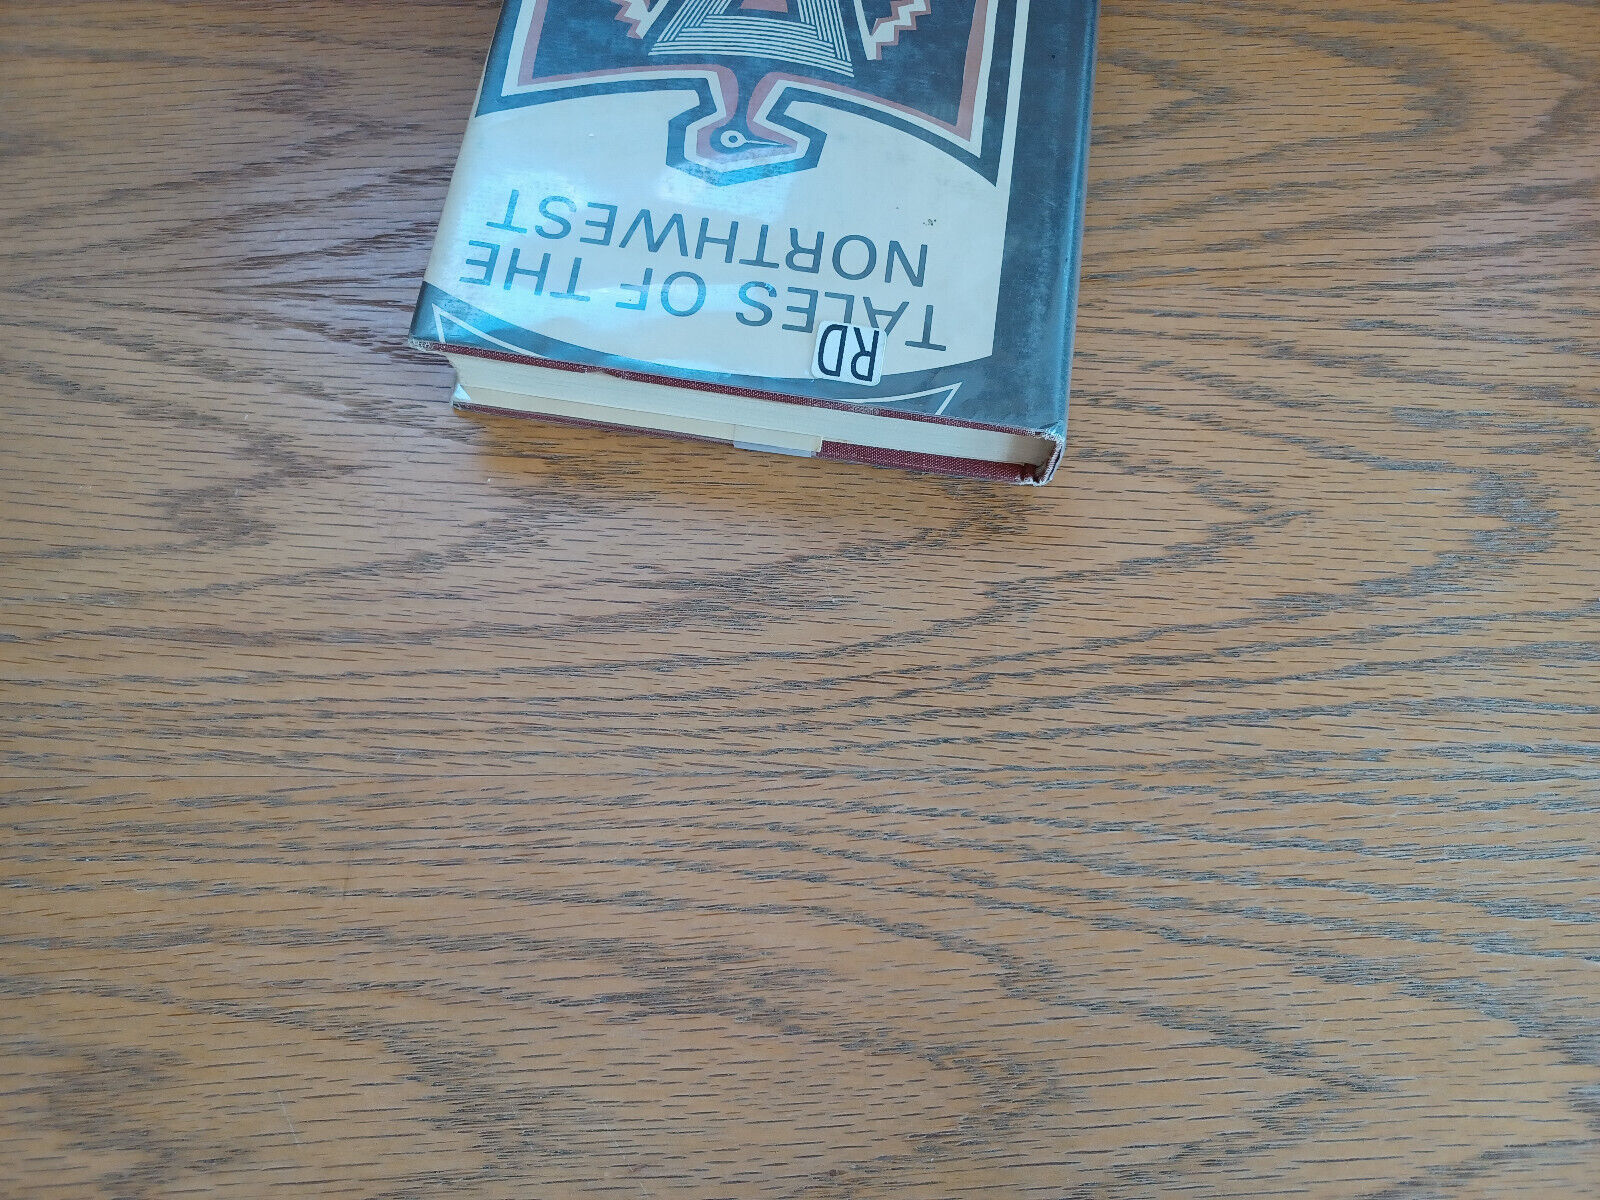 TALES OF THE
NORTHWEST
RD